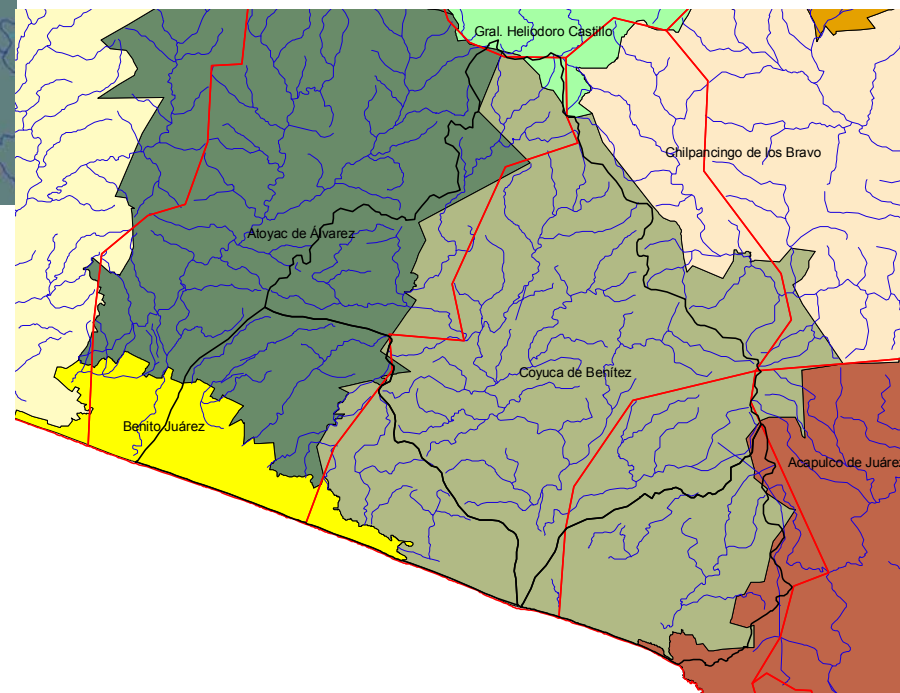 Gral. Heliodoro Castillo
Chilpancingo de los Bravo
Atoyac de Álvarez
Coyuca de Benítez
Benito Juárez
Acapulco de Juárez